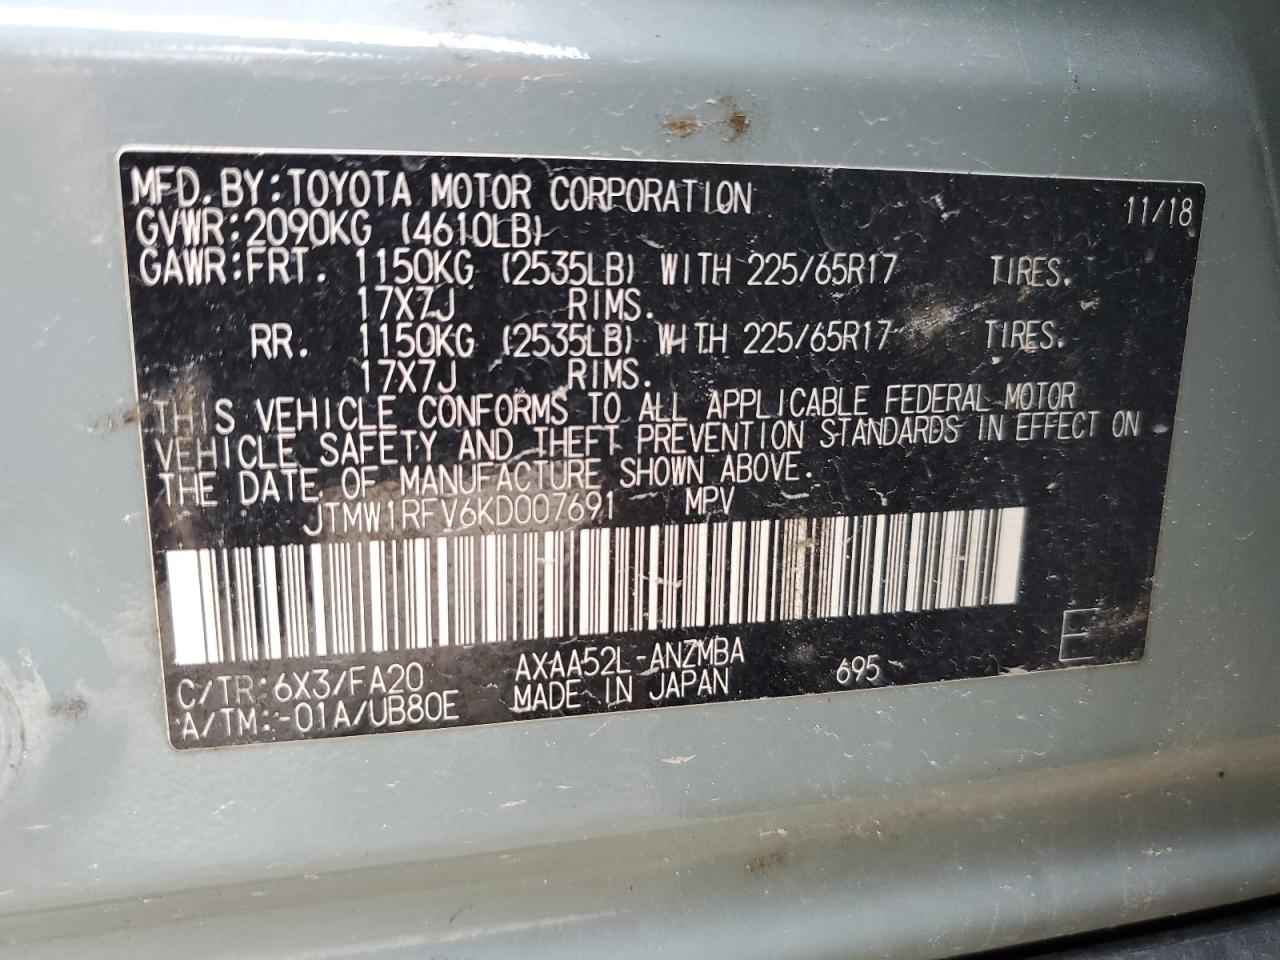 MFD. BY: TOYOTA MOTOR CORPORATION 11/18
GVWR: 2090KG (4610LB)
GAWR: FRT. 1150KG (2535LB) WITH 225/65R17 TIRES.
17X7J RIMS.
RR. 1150KG (2535LB) WITH 225/65R17 TIRES.
17X7J RIMS.
THIS VEHICLE CONFORMS TO ALL APPLICABLE FEDERAL MOTOR
VEHICLE SAFETY AND THEFT PREVENTION STANDARDS IN EFFECT ON
THE DATE OF MANUFACTURE SHOWN ABOVE.
JTMW1RFV6KD007691 MPV
C/TR: 6X3/FA20 AXAA52L-ANZMBA 695 E
A/TM: -01A/UB80E MADE IN JAPAN